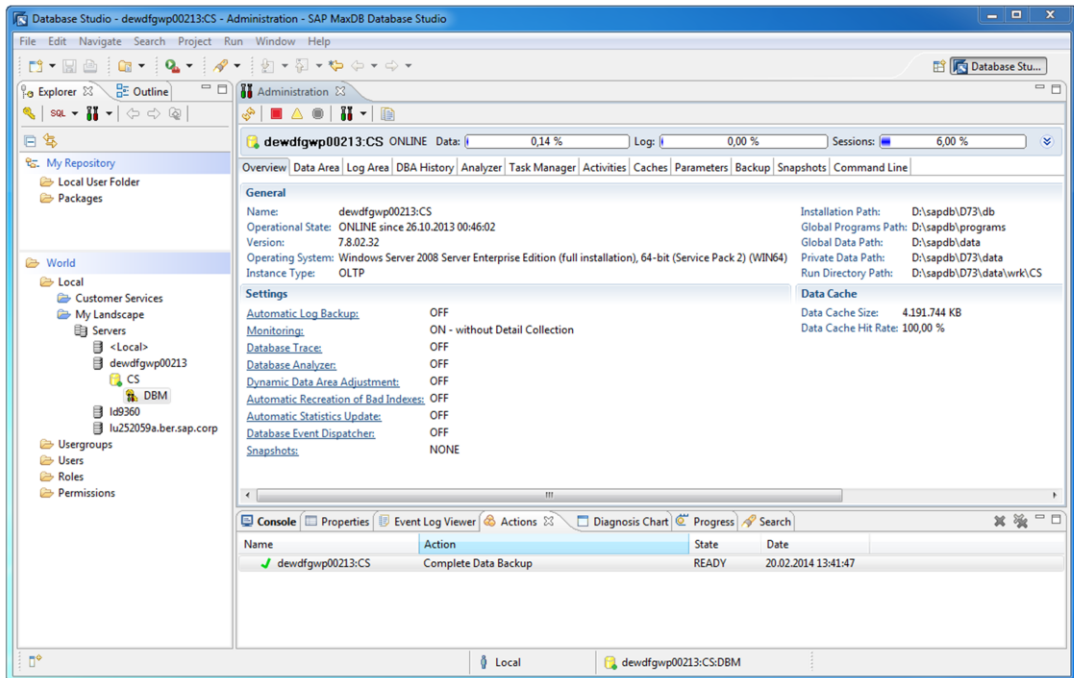 Database Studio - dewdfgwp00213:CS - Administration - SAP MaxDB Database Studio
File Edit Navigate Search Project Run Window Help
Database Stu...
Explorer Outline
SQL
My Repository
Local User Folder
Packages
World
Local
Customer Services
My Landscape
Servers
<Local>
dewdfgwp00213
CS
DBM
ld9360
lu252059a.ber.sap.corp
Usergroups
Users
Roles
Permissions
Administration
dewdfgwp00213:CS ONLINE Data: 0,14 % Log: 0,00 % Sessions: 6,00 %
Overview Data Area Log Area DBA History Analyzer Task Manager Activities Caches Parameters Backup Snapshots Command Line
General
Name: dewdfgwp00213:CS
Operational State: ONLINE since 26.10.2013 00:46:02
Version: 7.8.02.32
Operating System: Windows Server 2008 Server Enterprise Edition (full installation), 64-bit (Service Pack 2) (WIN64)
Instance Type: OLTP
Installation Path: D:\sapdb\D73\db
Global Programs Path: D:\sapdb\programs
Global Data Path: D:\sapdb\data
Private Data Path: D:\sapdb\D73\data
Run Directory Path: D:\sapdb\D73\data\wrk\CS
Settings
Automatic Log Backup: OFF
Monitoring: ON - without Detail Collection
Database Trace: OFF
Database Analyzer: OFF
Dynamic Data Area Adjustment: OFF
Automatic Recreation of Bad Indexes: OFF
Automatic Statistics Update: OFF
Database Event Dispatcher: OFF
Snapshots: NONE
Data Cache
Data Cache Size: 4.191.744 KB
Data Cache Hit Rate: 100,00 %
Console Properties Event Log Viewer Actions Diagnosis Chart Progress Search
Name Action State Date
dewdfgwp00213:CS Complete Data Backup READY 20.02.2014 13:41:47
Local dewdfgwp00213:CS:DBM